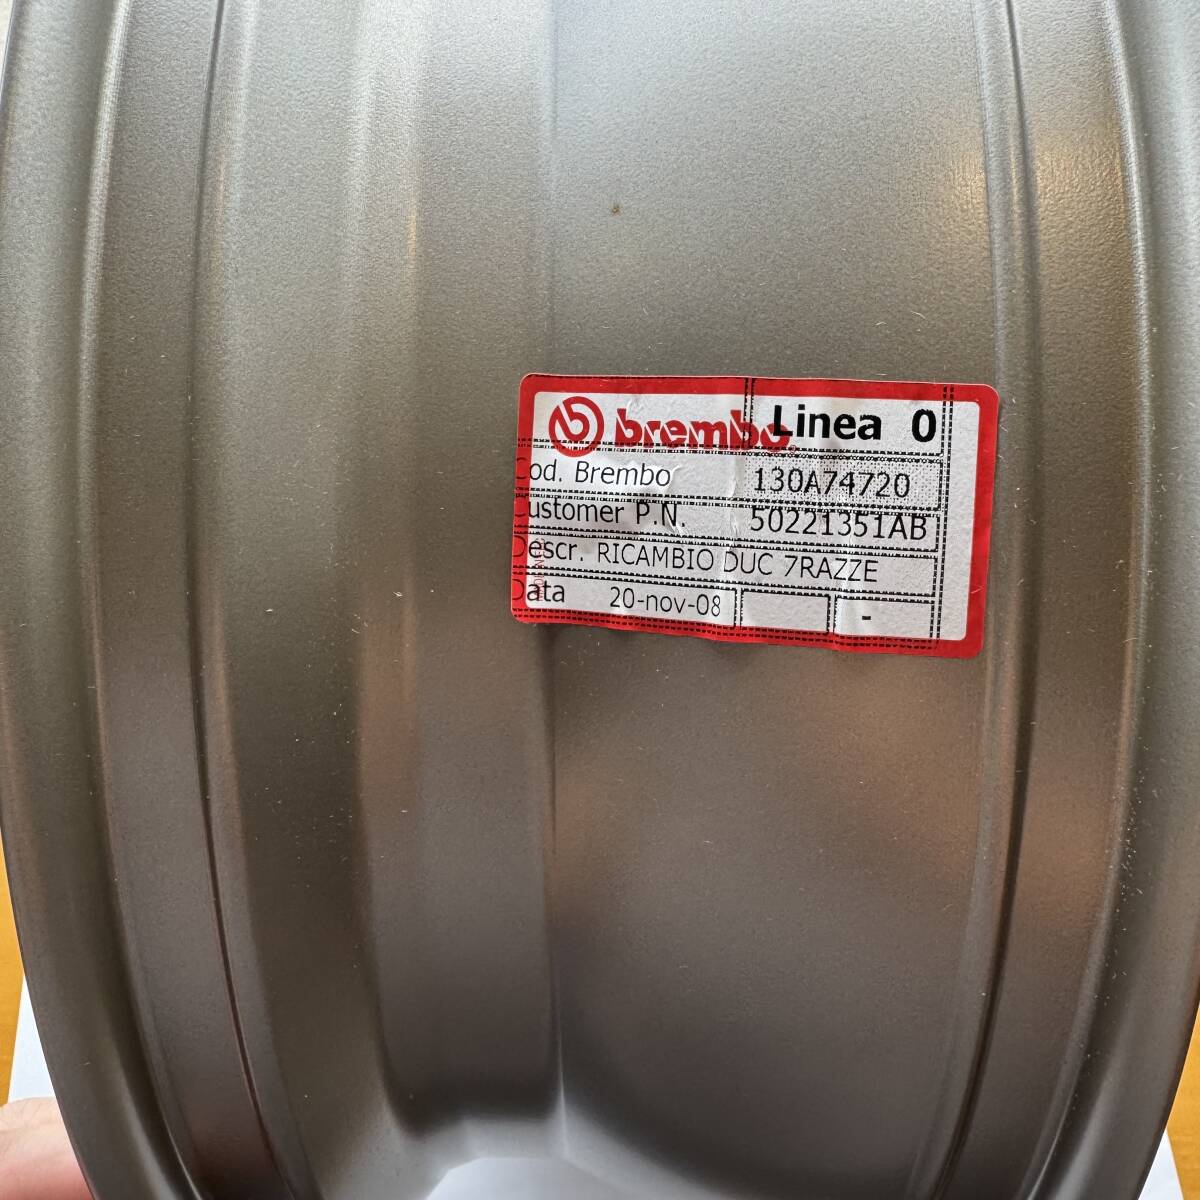 brembo Linea 0
Cod. Brembo 130A74720
Customer P.N. 50221351AB
Descr. RICAMBIO DUC 7RAZZE
Data 20-nov-08 -